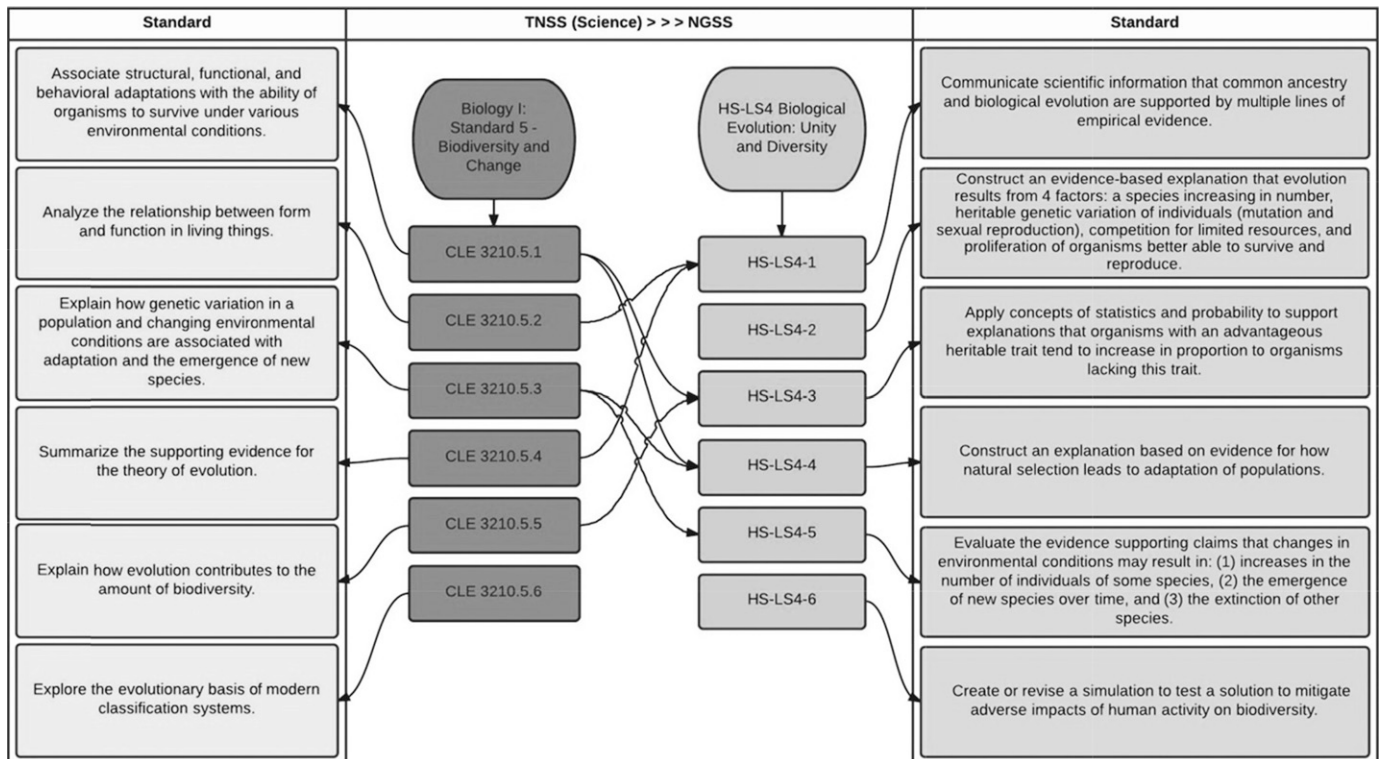 Standard
TNSS (Science) > > > NGSS
Standard
Associate structural, functional, and
behavioral adaptations with the ability of
organisms to survive under various
environmental conditions.
Analyze the relationship between form
and function in living things.
Explain how genetic variation in a
population and changing environmental
conditions are associated with
adaptation and the emergence of new
species.
Summarize the supporting evidence for
the theory of evolution.
Explain how evolution contributes to the
amount of biodiversity.
Explore the evolutionary basis of modern
classification systems.
Biology I:
Standard 5 -
Biodiversity and
Change
CLE 3210.5.1
CLE 3210.5.2
CLE 3210.5.3
CLE 3210.5.4
CLE 3210.5.5
CLE 3210.5.6
HS-LS4 Biological
Evolution: Unity
and Diversity
HS-LS4-1
HS-LS4-2
HS-LS4-3
HS-LS4-4
HS-LS4-5
HS-LS4-6
Communicate scientific information that common ancestry
and biological evolution are supported by multiple lines of
empirical evidence.
Construct an evidence-based explanation that evolution
results from 4 factors: a species increasing in number,
heritable genetic variation of individuals (mutation and
sexual reproduction), competition for limited resources, and
proliferation of organisms better able to survive and
reproduce.
Apply concepts of statistics and probability to support
explanations that organisms with an advantageous
heritable trait tend to increase in proportion to organisms
lacking this trait.
Construct an explanation based on evidence for how
natural selection leads to adaptation of populations.
Evaluate the evidence supporting claims that changes in
environmental conditions may result in: (1) increases in the
number of individuals of some species, (2) the emergence
of new species over time, and (3) the extinction of other
species.
Create or revise a simulation to test a solution to mitigate
adverse impacts of human activity on biodiversity.